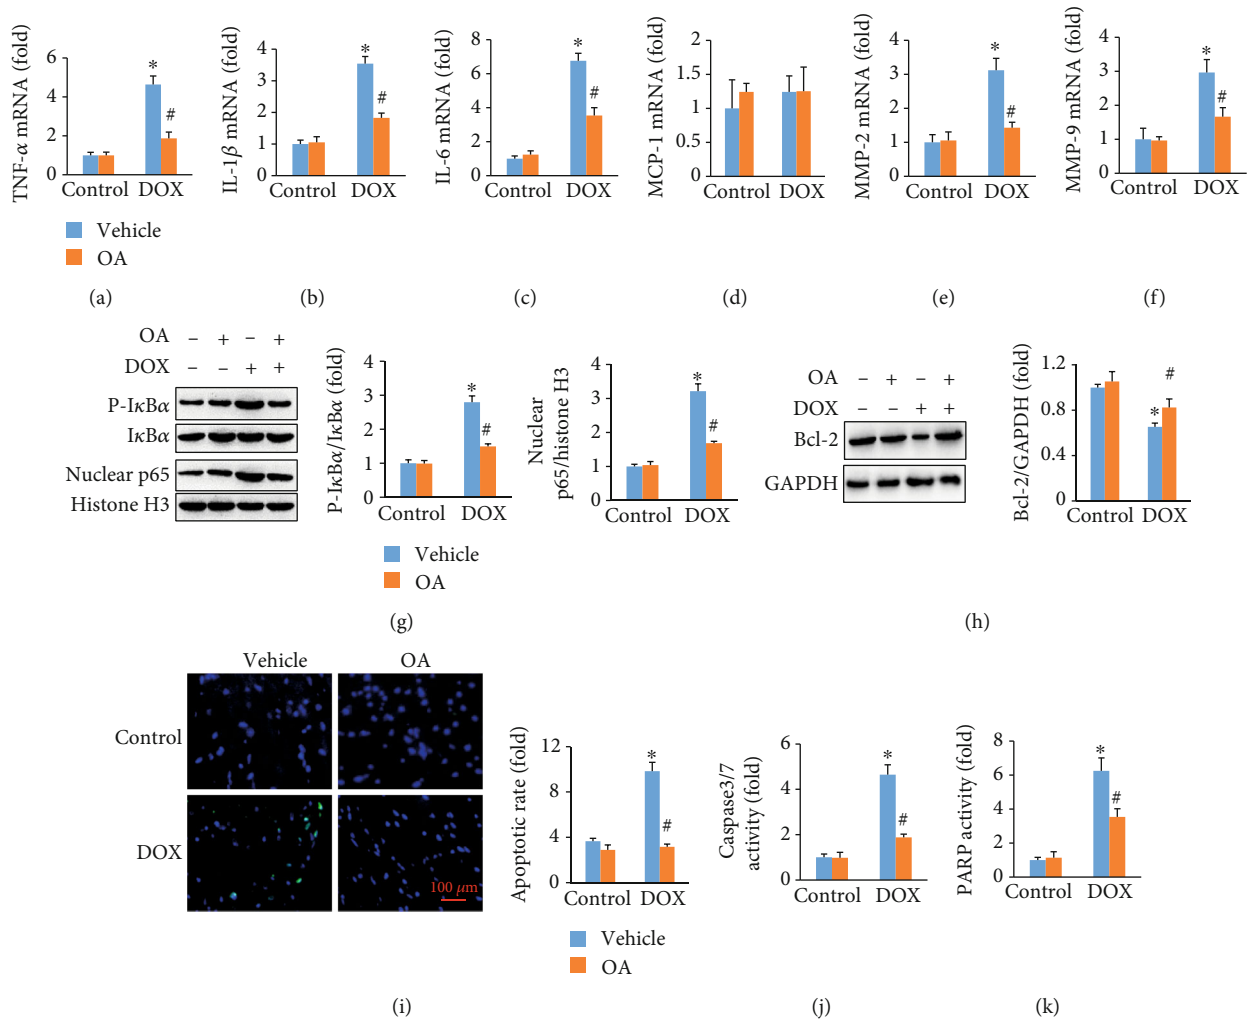 TNF-α mRNA (fold)
6
4
2
0
*
#
Control DOX
Vehicle
OA
(a)
IL-1β mRNA (fold)
4
3
2
1
0
*
#
Control DOX
(b)
IL-6 mRNA (fold)
8
6
4
2
0
*
#
Control DOX
(c)
MCP-1 mRNA (fold)
2
1.5
1
0.5
0
Control DOX
(d)
MMP-2 mRNA (fold)
4
3
2
1
0
*
#
Control DOX
(e)
MMP-9 mRNA (fold)
4
3
2
1
0
*
#
Control DOX
(f)
OA – + – +
DOX – – + +
P-IκBα
IκBα
Nuclear p65
Histone H3
P-IκBα/IκBα (fold)
4
3
2
1
0
*
#
Control DOX
Vehicle
OA
Nuclear
p65/histone H3
4
3
2
1
0
*
#
Control DOX
(g)
OA – + – +
DOX – – + +
Bcl-2
GAPDH
Bcl-2/GAPDH (fold)
1.2
0.8
0.4
0
*
#
Control DOX
(h)
Vehicle OA
Control
DOX
100 μm
Apoptotic rate (fold)
12
8
4
0
*
#
Control DOX
Vehicle
OA
(i)
Caspase3/7
activity (fold)
6
4
2
0
*
#
Control DOX
(j)
PARP activity (fold)
8
6
4
2
0
*
#
Control DOX
(k)